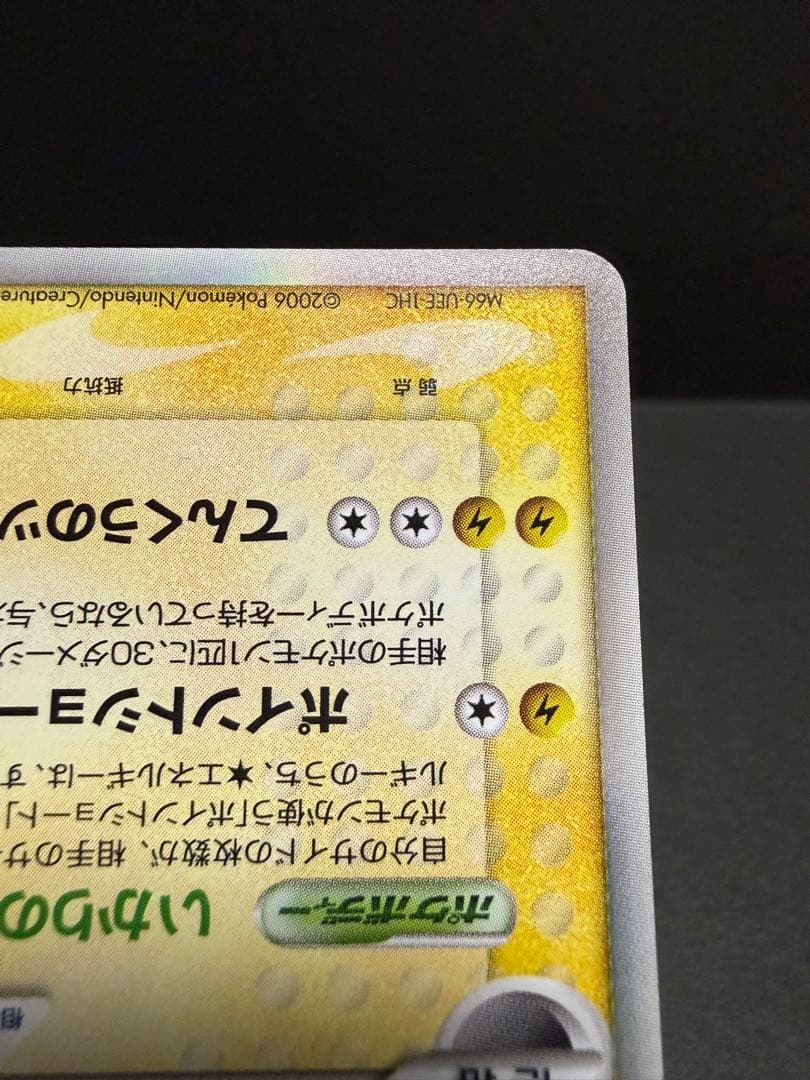 相
ポケボディー いかりの
自分のサイドの枚数が、相手のサ
ポケモンが使う「ポイントショート」
ルギーのうち、★エネルギーは、す
ポイントショー
相手のポケモン1匹に、30ダメージ
ポケボディーを持っているなら、与
てんくうのツ
弱点 抵抗力
M66-UEE1HC ©2006 Pokémon/Nintendo/Creature